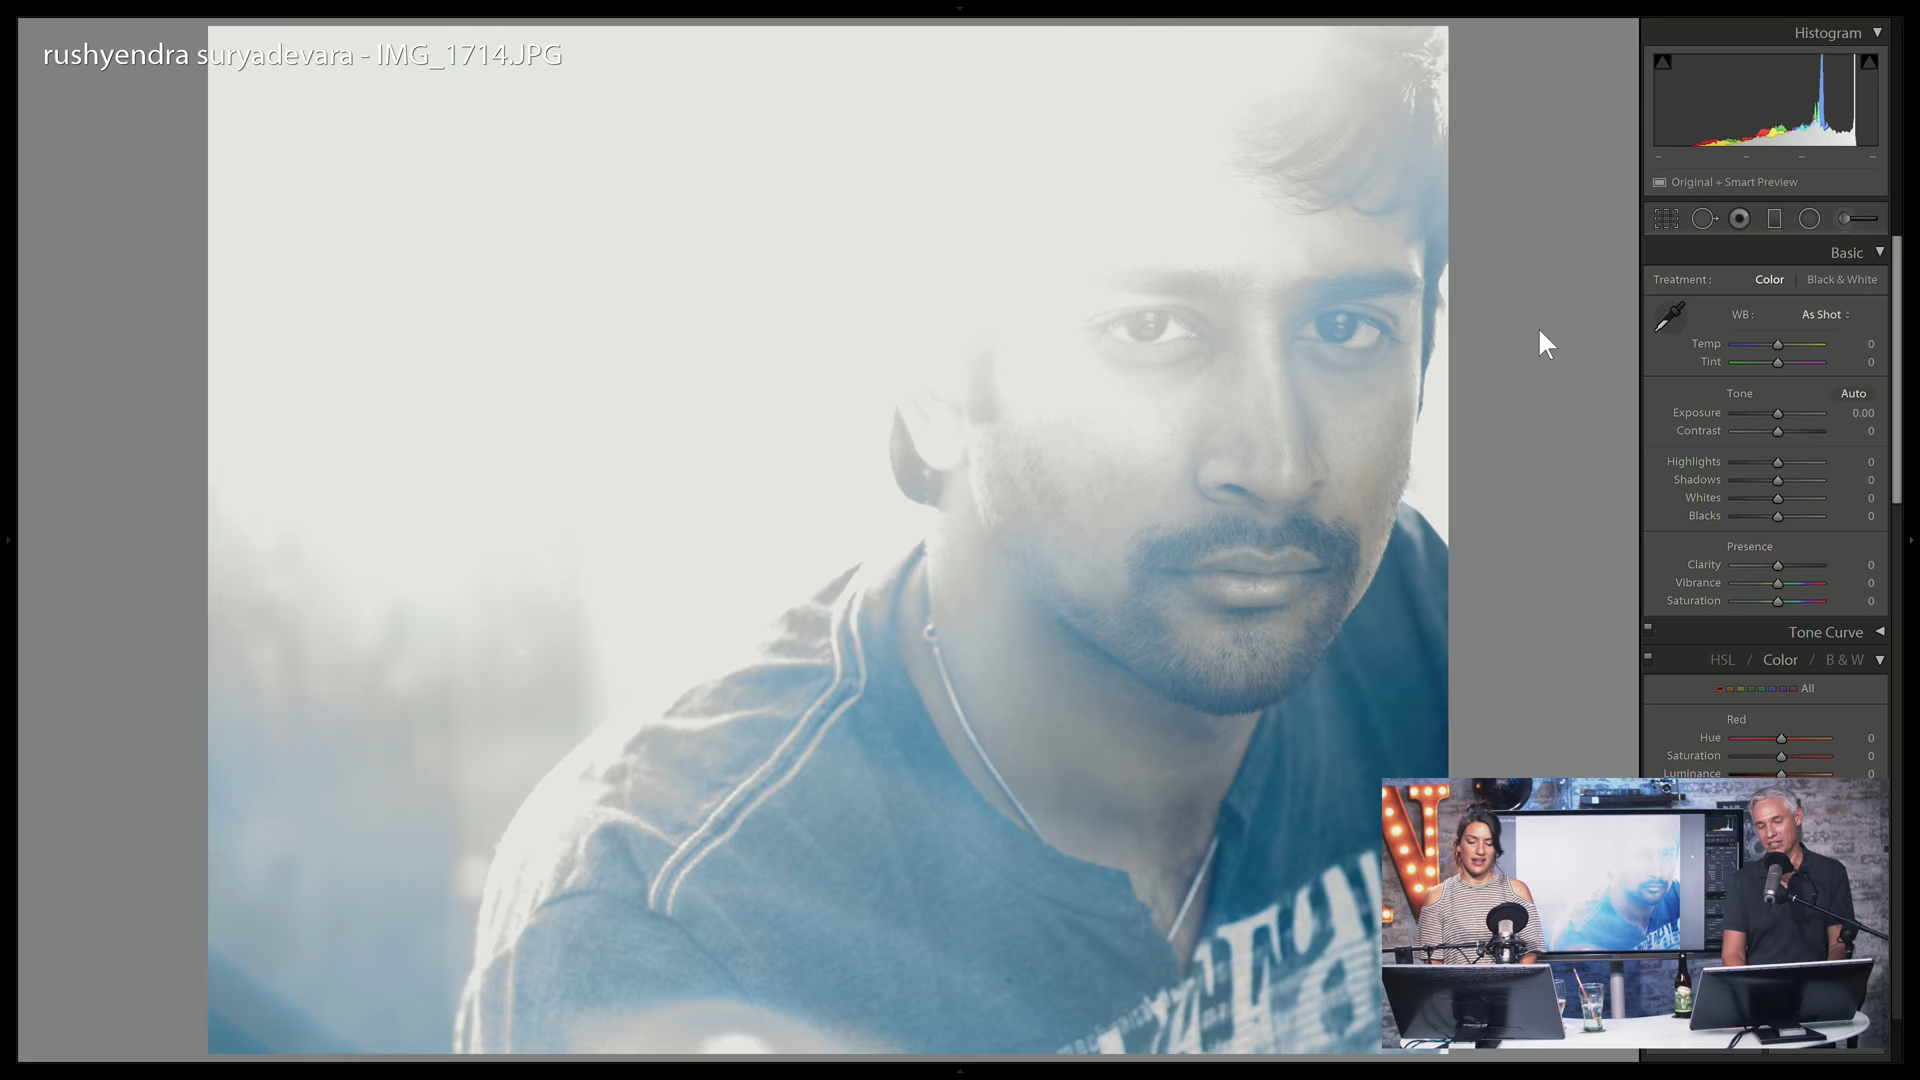 rushyendra suryadevara - IMG_1714.JPG
Histogram
Original + Smart Preview
Basic
Treatment : Color | Black & White
WB : As Shot
Temp 0
Tint 0
Tone Auto
Exposure 0.00
Contrast 0
Highlights 0
Shadows 0
Whites 0
Blacks 0
Presence
Clarity 0
Vibrance 0
Saturation 0
Tone Curve
HSL / Color / B & W
All
Red
Hue 0
Saturation 0
Luminance 0
N